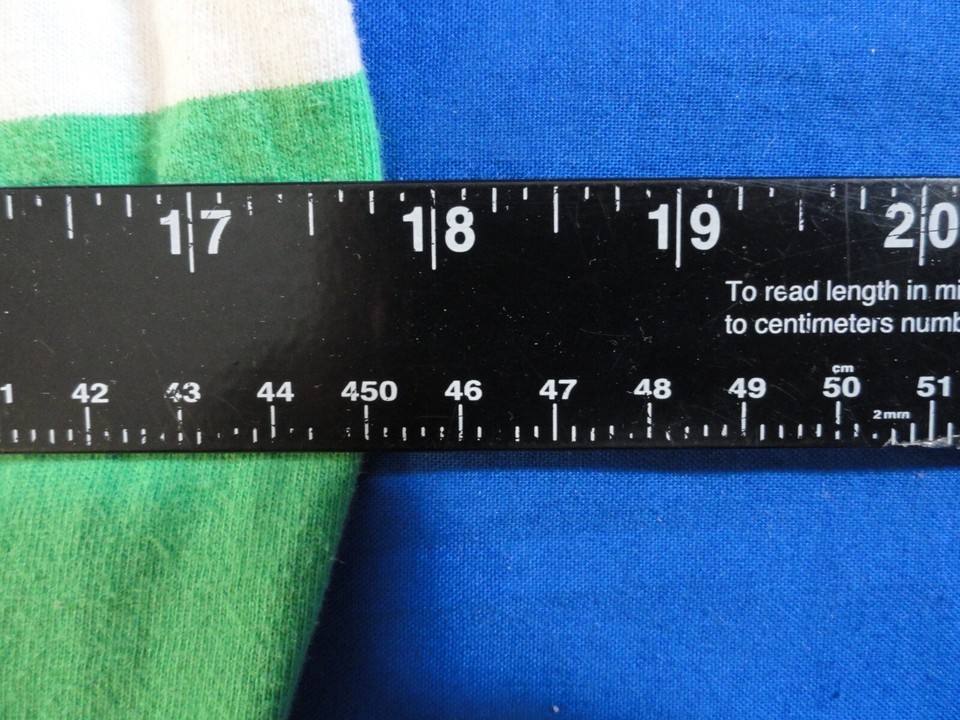 17 18 19 20
To read length in mi
to centimeters numb
cm
1 42 43 44 450 46 47 48 49 50 51
2mm